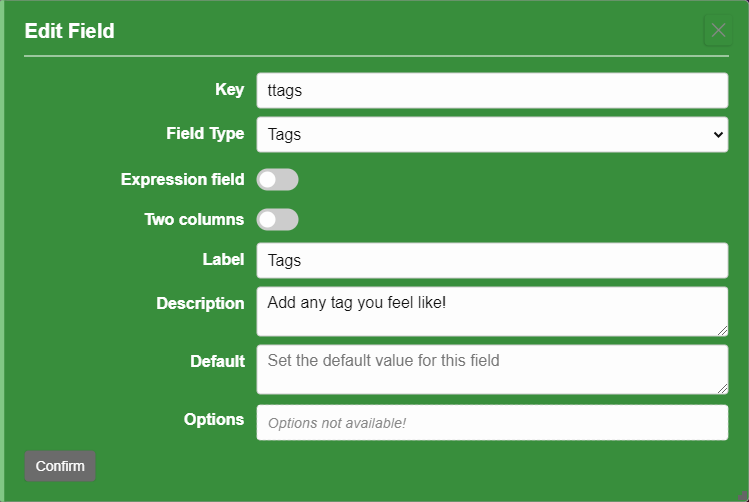 Edit Field
Key ttags
Field Type Tags
Expression field
Two columns
Label Tags
Description Add any tag you feel like!
Default Set the default value for this field
Options Options not available!
Confirm